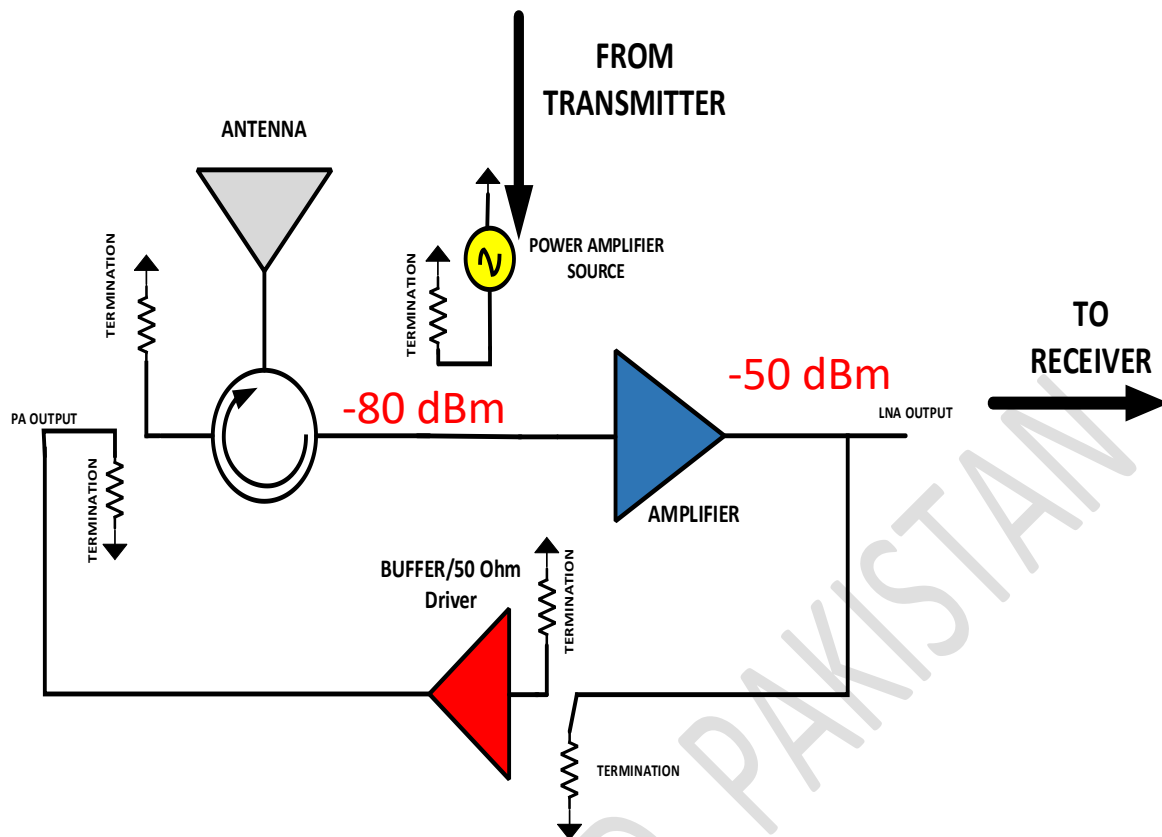 FROM
TRANSMITTER
ANTENNA
TERMINATION
TERMINATION
POWER AMPLIFIER
SOURCE
TO
RECEIVER
-80 dBm
-50 dBm
PA OUTPUT
LNA OUTPUT
TERMINATION
AMPLIFIER
BUFFER/50 Ohm
Driver
TERMINATION
TERMINATION
PAKISTAN